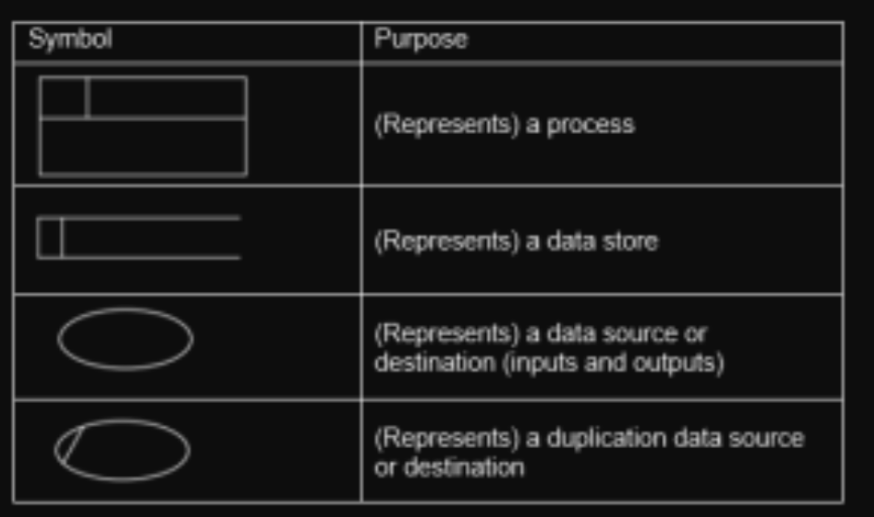 Symbol
Purpose
(Represents) a process
(Represents) a data store
(Represents) a data source or
destination (inputs and outputs)
(Represents) a duplication data source
or destination